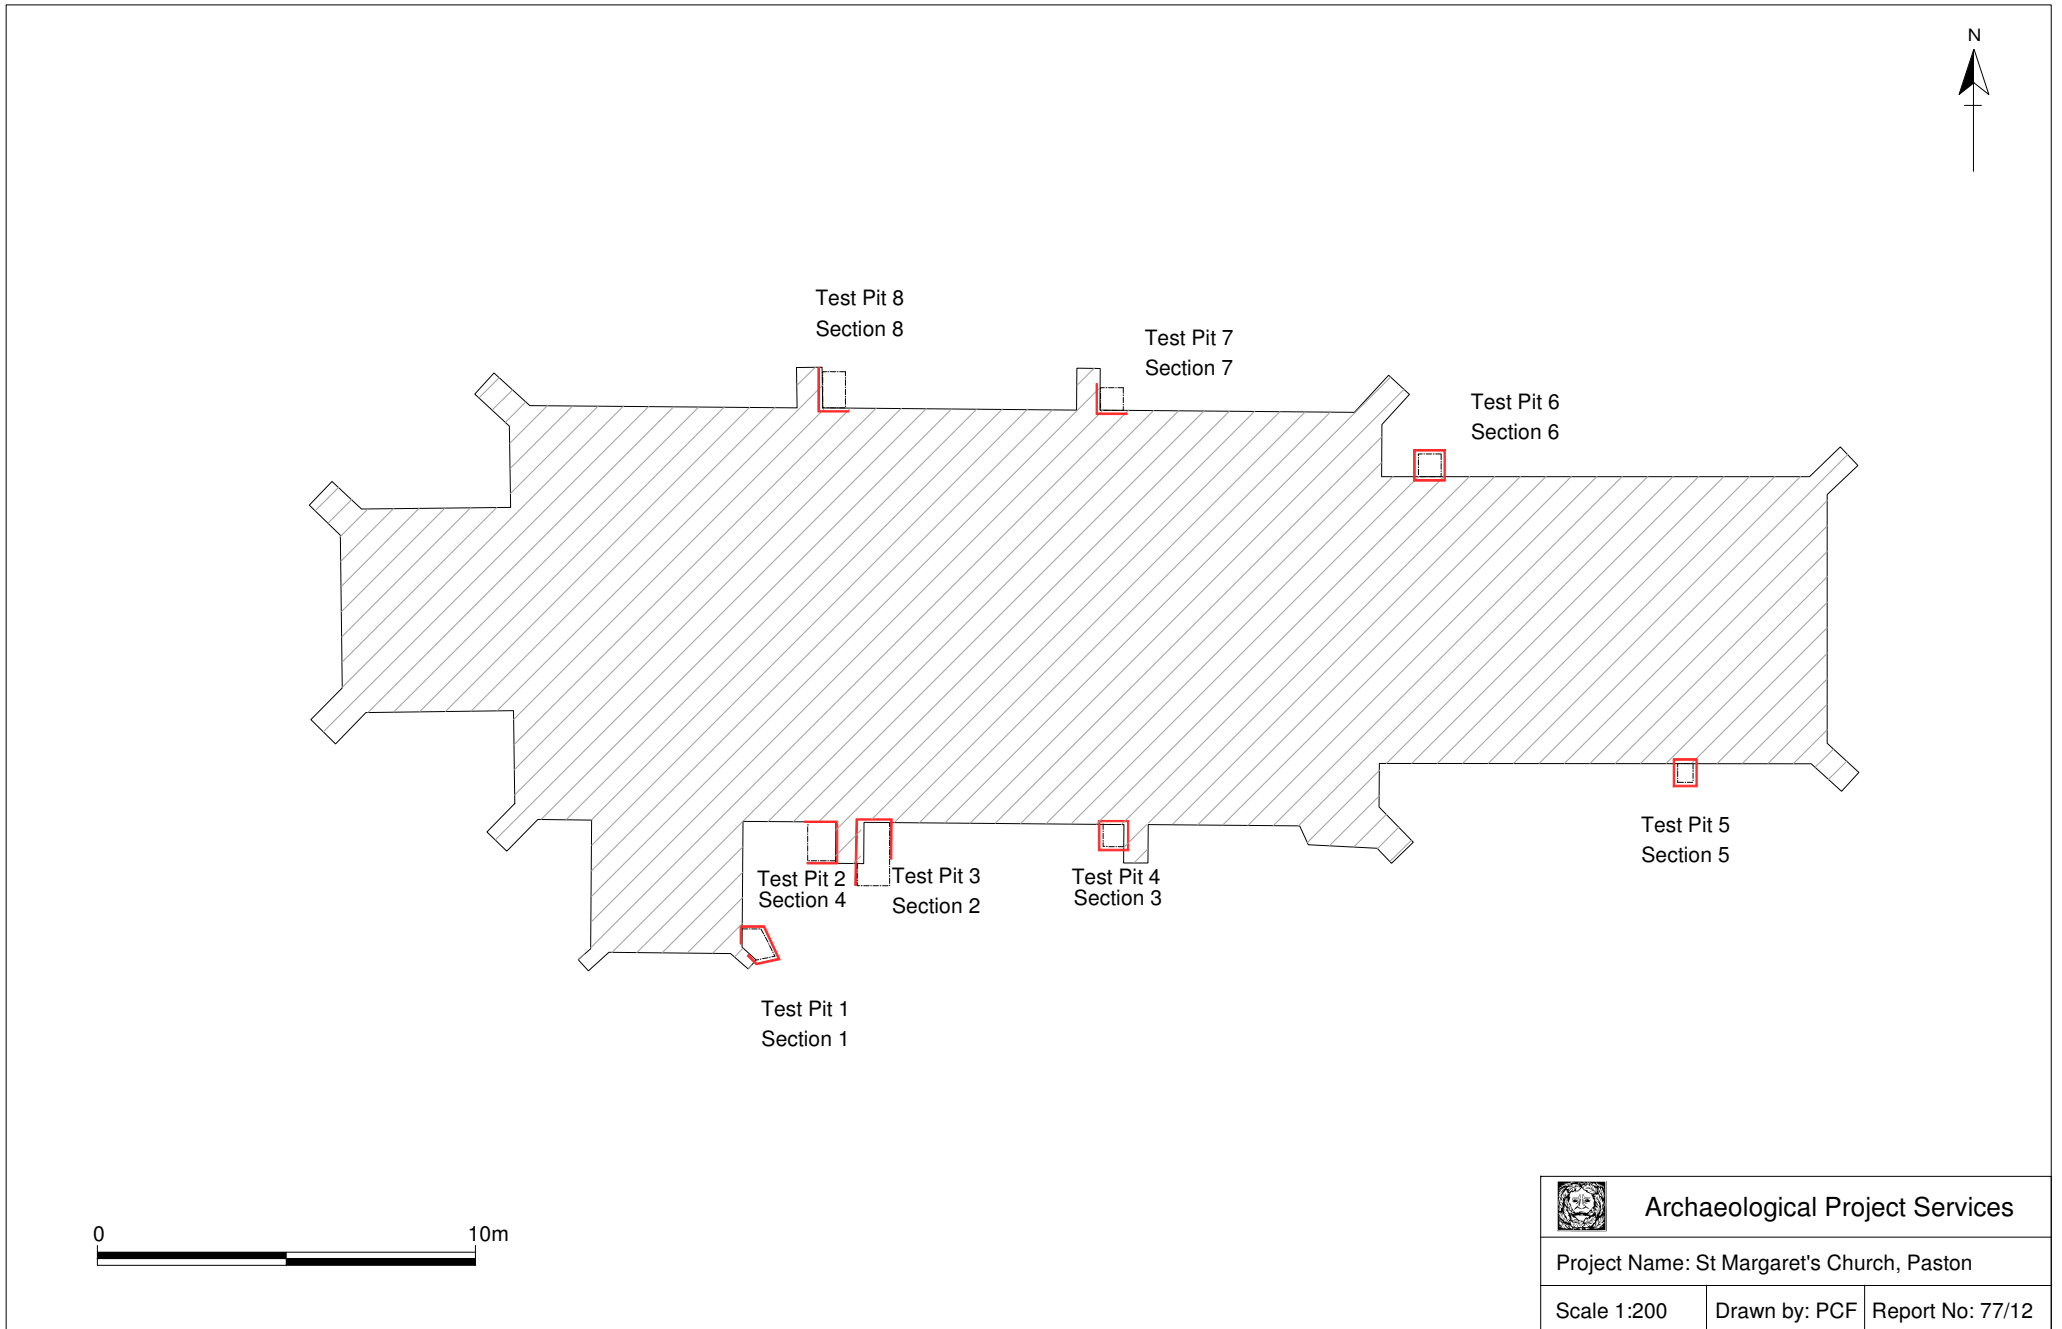 N
Test Pit 8
Section 8
Test Pit 7
Section 7
Test Pit 6
Section 6
Test Pit 5
Section 5
Test Pit 2
Section 4
Test Pit 3
Section 2
Test Pit 4
Section 3
Test Pit 1
Section 1
0 10m
Archaeological Project Services
Project Name: St Margaret's Church, Paston
Scale 1:200 Drawn by: PCF Report No: 77/12